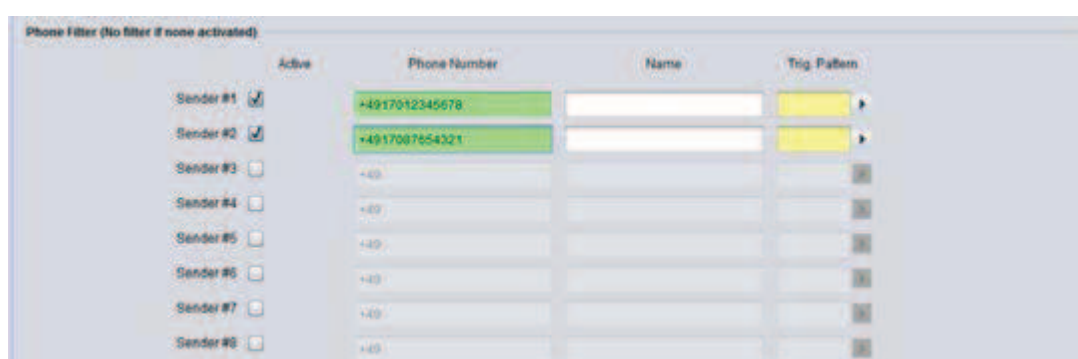 Phone Filter (No filter if none activated)
Active Phone Number Name Trig. Pattern
Sender #1 +4917012345678
Sender #2 +4917087654321
Sender #3 +49
Sender #4 +49
Sender #5 +49
Sender #6 +49
Sender #7 +49
Sender #8 +49